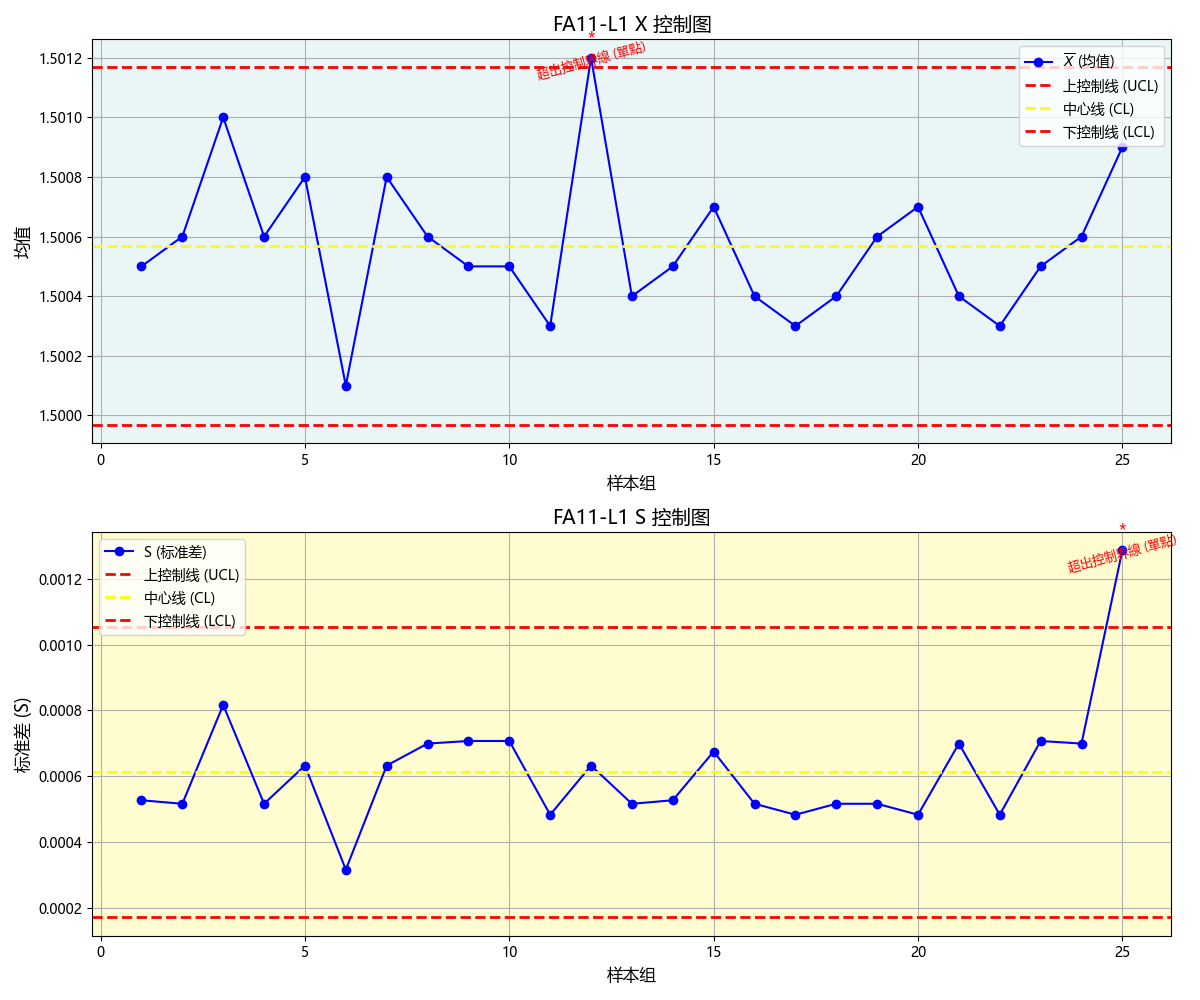 FA11-L1 X 控制图
*
超出控制界線 (單點)
X̅ (均值)
上控制线 (UCL)
中心线 (CL)
下控制线 (LCL)
均值
1.5012
1.5010
1.5008
1.5006
1.5004
1.5002
1.5000
0 5 10 15 20 25
样本组
FA11-L1 S 控制图
*
超出控制界線 (單點)
S (标准差)
上控制线 (UCL)
中心线 (CL)
下控制线 (LCL)
标准差 (S)
0.0012
0.0010
0.0008
0.0006
0.0004
0.0002
0 5 10 15 20 25
样本组